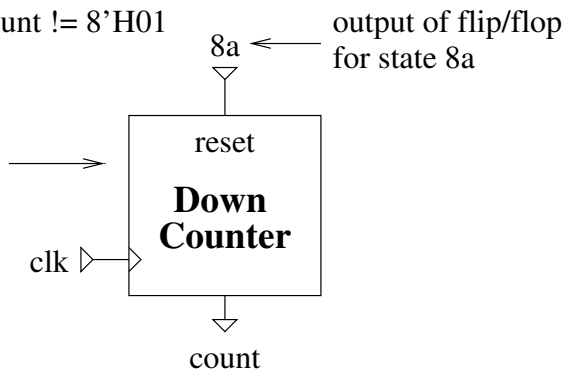 unt != 8’H01
output of flip/flop
8a
for state 8a
reset
Down
Counter
clk
count